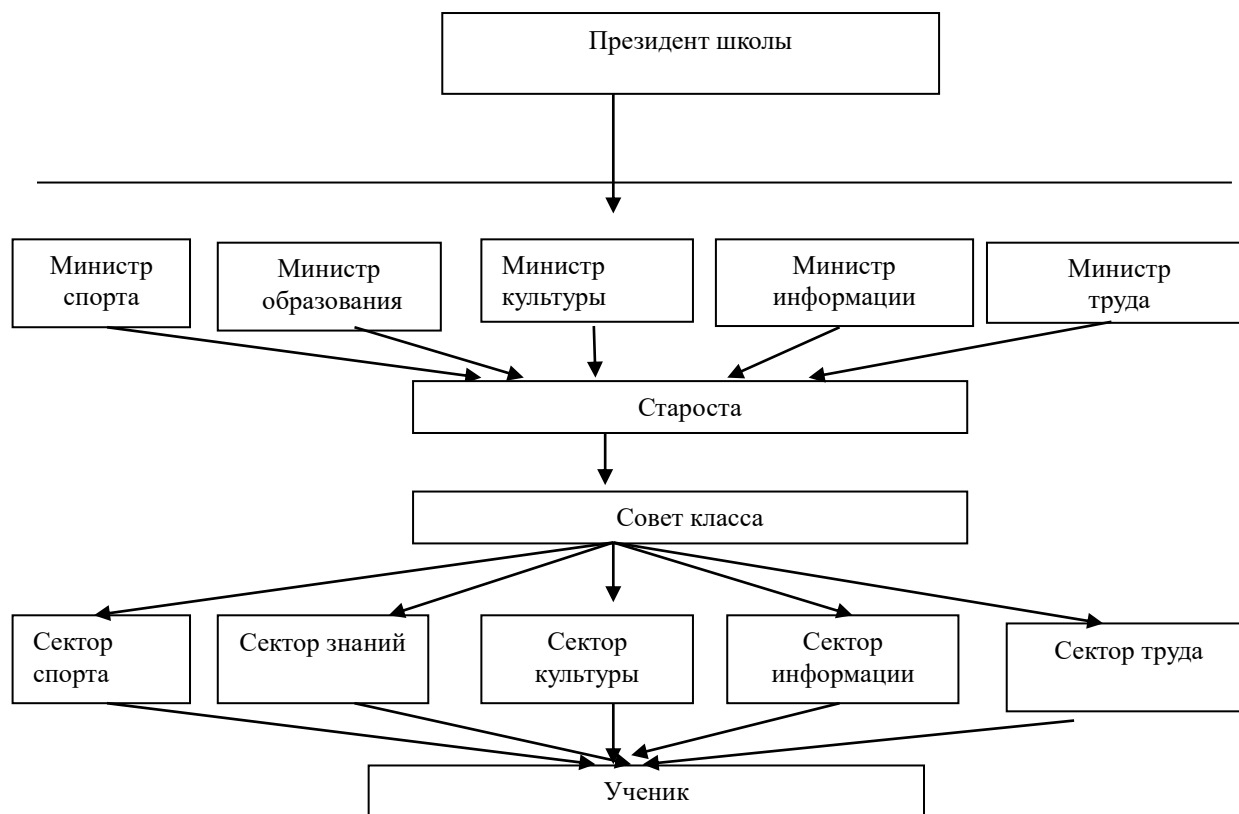 Президент школы
Министр
спорта
Министр
образования
Министр
культуры
Министр
информации
Министр
труда
Староста
Совет класса
Сектор
спорта
Сектор знаний
Сектор
культуры
Сектор
информации
Сектор труда
Ученик